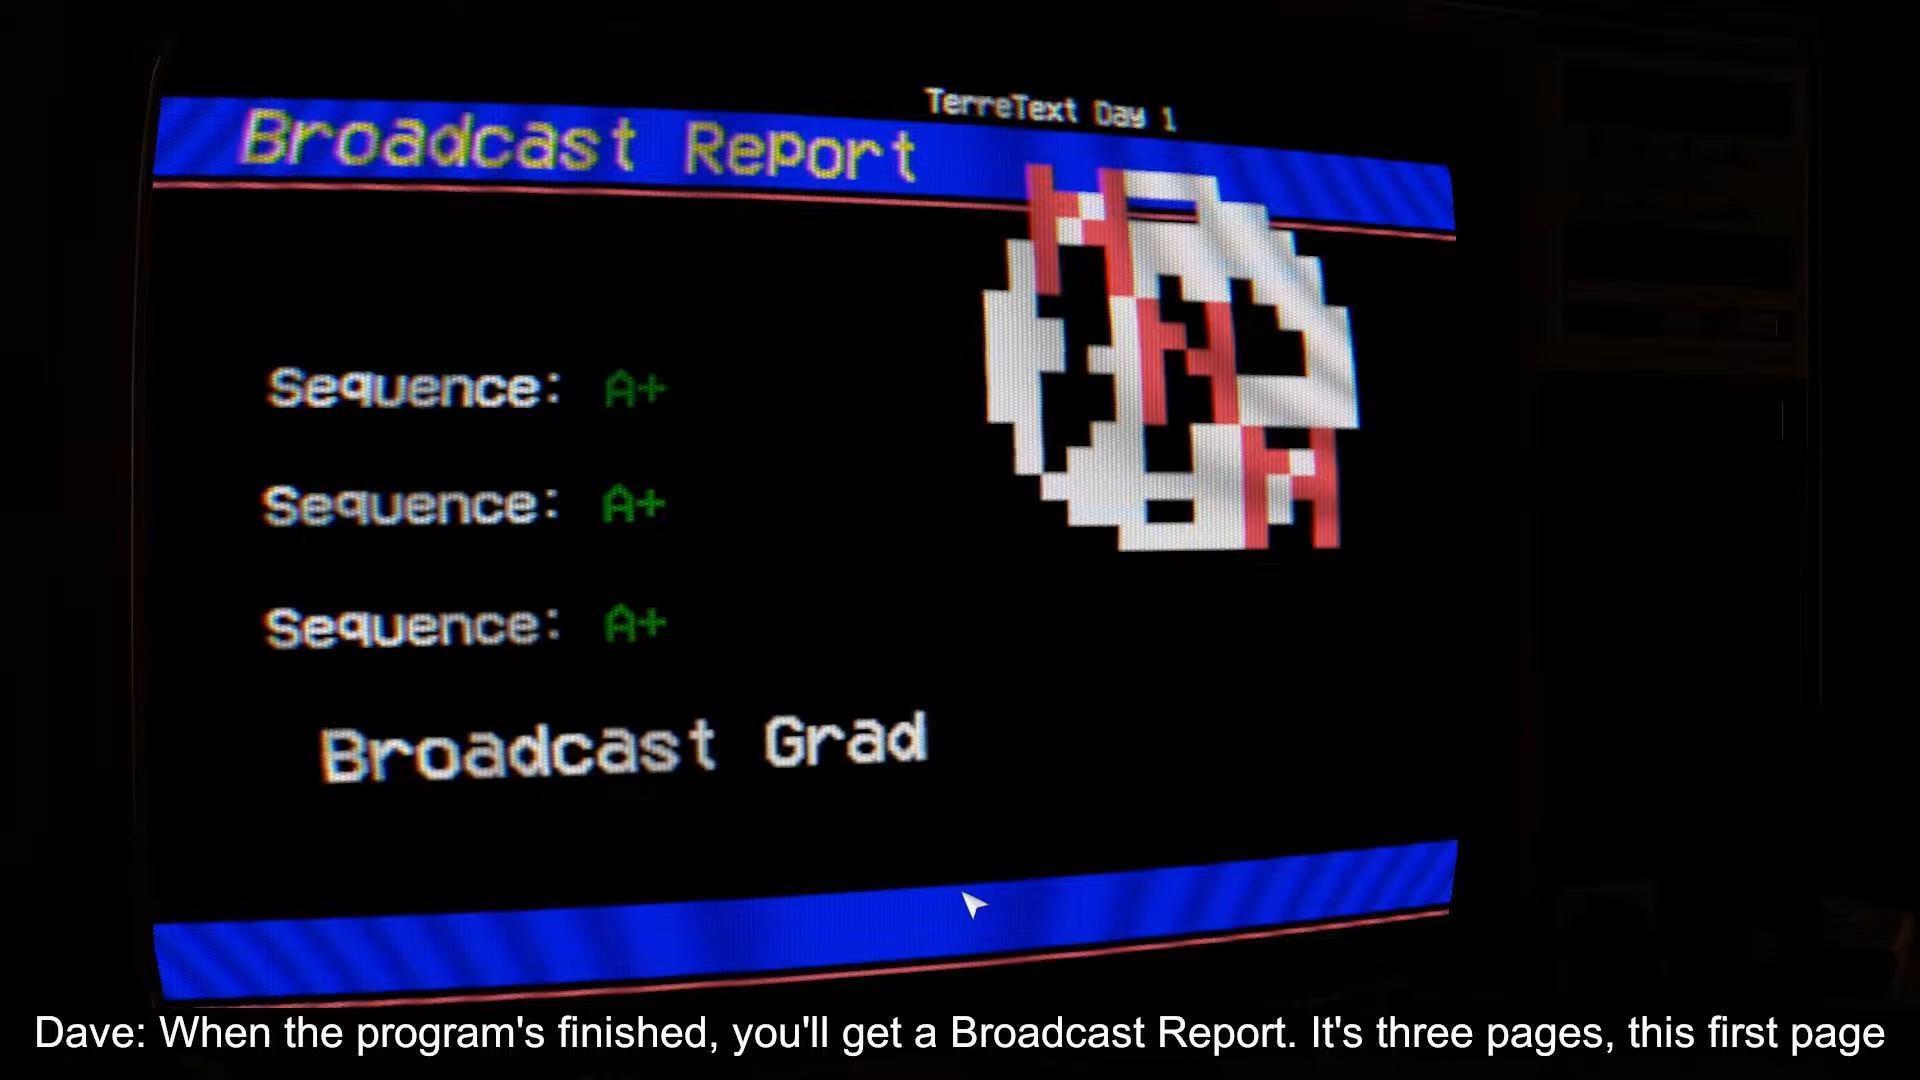 TerreText Day 1
Broadcast Report
Sequence: A+
Sequence: A+
Sequence: A+
Broadcast Grad
Dave: When the program's finished, you'll get a Broadcast Report. It's three pages, this first page